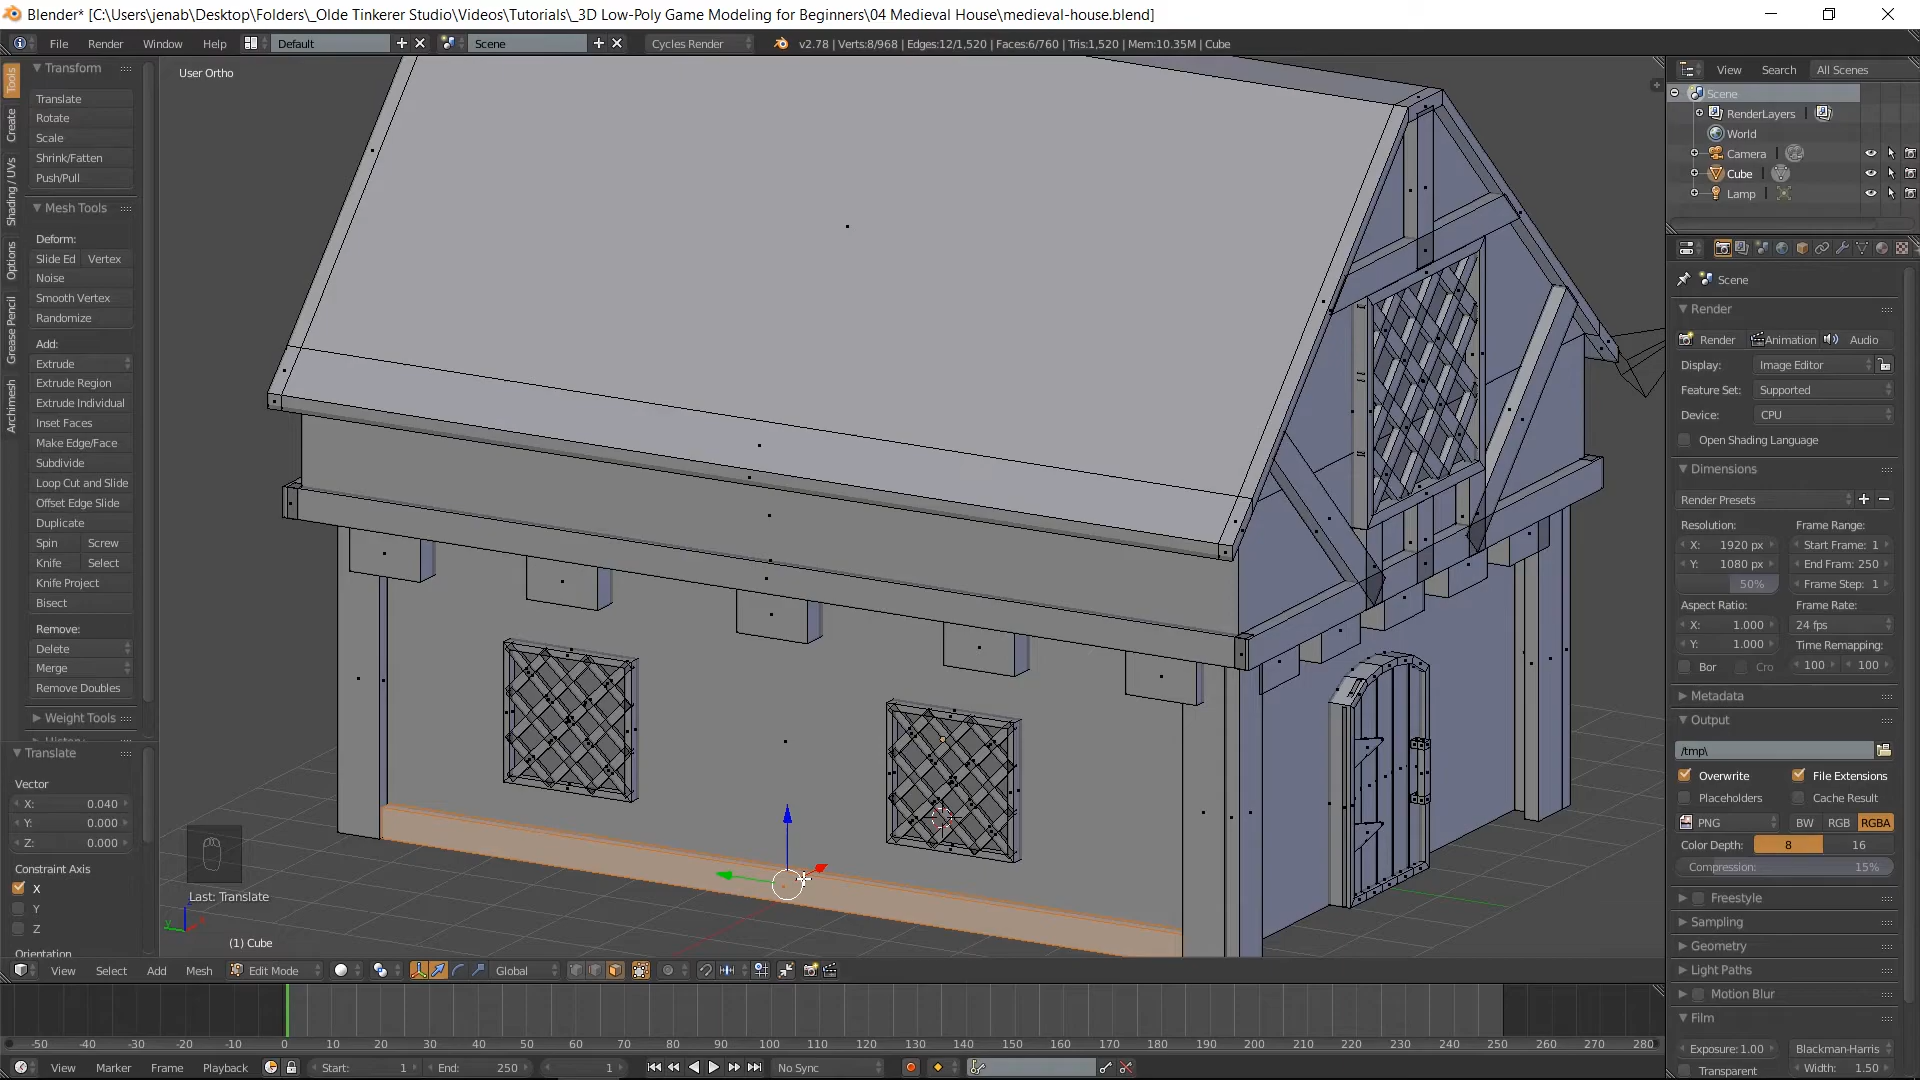 Blender* [C:\Users\jenab\Desktop\Folders\_Olde Tinkerer Studio\Videos\Tutorials\_3D Low-Poly Game Modeling for Beginners\04 Medieval House\medieval-house.blend]
File Render Window Help Default Scene Cycles Render v2.78 | Verts:8/968 | Edges:12/1,520 | Faces:6/760 | Tris:1,520 | Mem:10.35M | Cube
Tools
Create
Shading / UVs
Options
Grease Pencil
Archimesh
Transform
Translate
Rotate
Scale
Shrink/Fatten
Push/Pull
Mesh Tools
Deform:
Slide Ed Vertex
Noise
Smooth Vertex
Randomize
Add:
Extrude
Extrude Region
Extrude Individual
Inset Faces
Make Edge/Face
Subdivide
Loop Cut and Slide
Offset Edge Slide
Duplicate
Spin Screw
Knife Select
Knife Project
Bisect
Remove:
Delete
Merge
Remove Doubles
Weight Tools
Translate
Vector
X: 0.040
Y: 0.000
Z: 0.000
Constraint Axis
X
Y
Z
Orientation
User Ortho
Last: Translate
(1) Cube
View Select Add Mesh Edit Mode Global
View Search All Scenes
Scene
RenderLayers
World
Camera
Cube
Lamp
Scene
Render
Render Animation Audio
Display: Image Editor
Feature Set: Supported
Device: CPU
Open Shading Language
Dimensions
Render Presets
Resolution: Frame Range:
X: 1920 px Start Frame: 1
Y: 1080 px End Fram: 250
50% Frame Step: 1
Aspect Ratio: Frame Rate:
X: 1.000 24 fps
Y: 1.000 Time Remapping:
Bor Cro 100 100
Metadata
Output
/tmp\
Overwrite File Extensions
Placeholders Cache Result
PNG BW RGB RGBA
Color Depth: 8 16
Compression: 15%
Freestyle
Sampling
Geometry
Light Paths
Motion Blur
Film
Exposure: 1.00 Blackman-Harris
Transparent Width: 1.50
-50 -40 -30 -20 -10 0 10 20 30 40 50 60 70 80 90 100 110 120 130 140 150 160 170 180 190 200 210 220 230 240 250 260 270 280
View Marker Frame Playback Start: 1 End: 250 1 No Sync